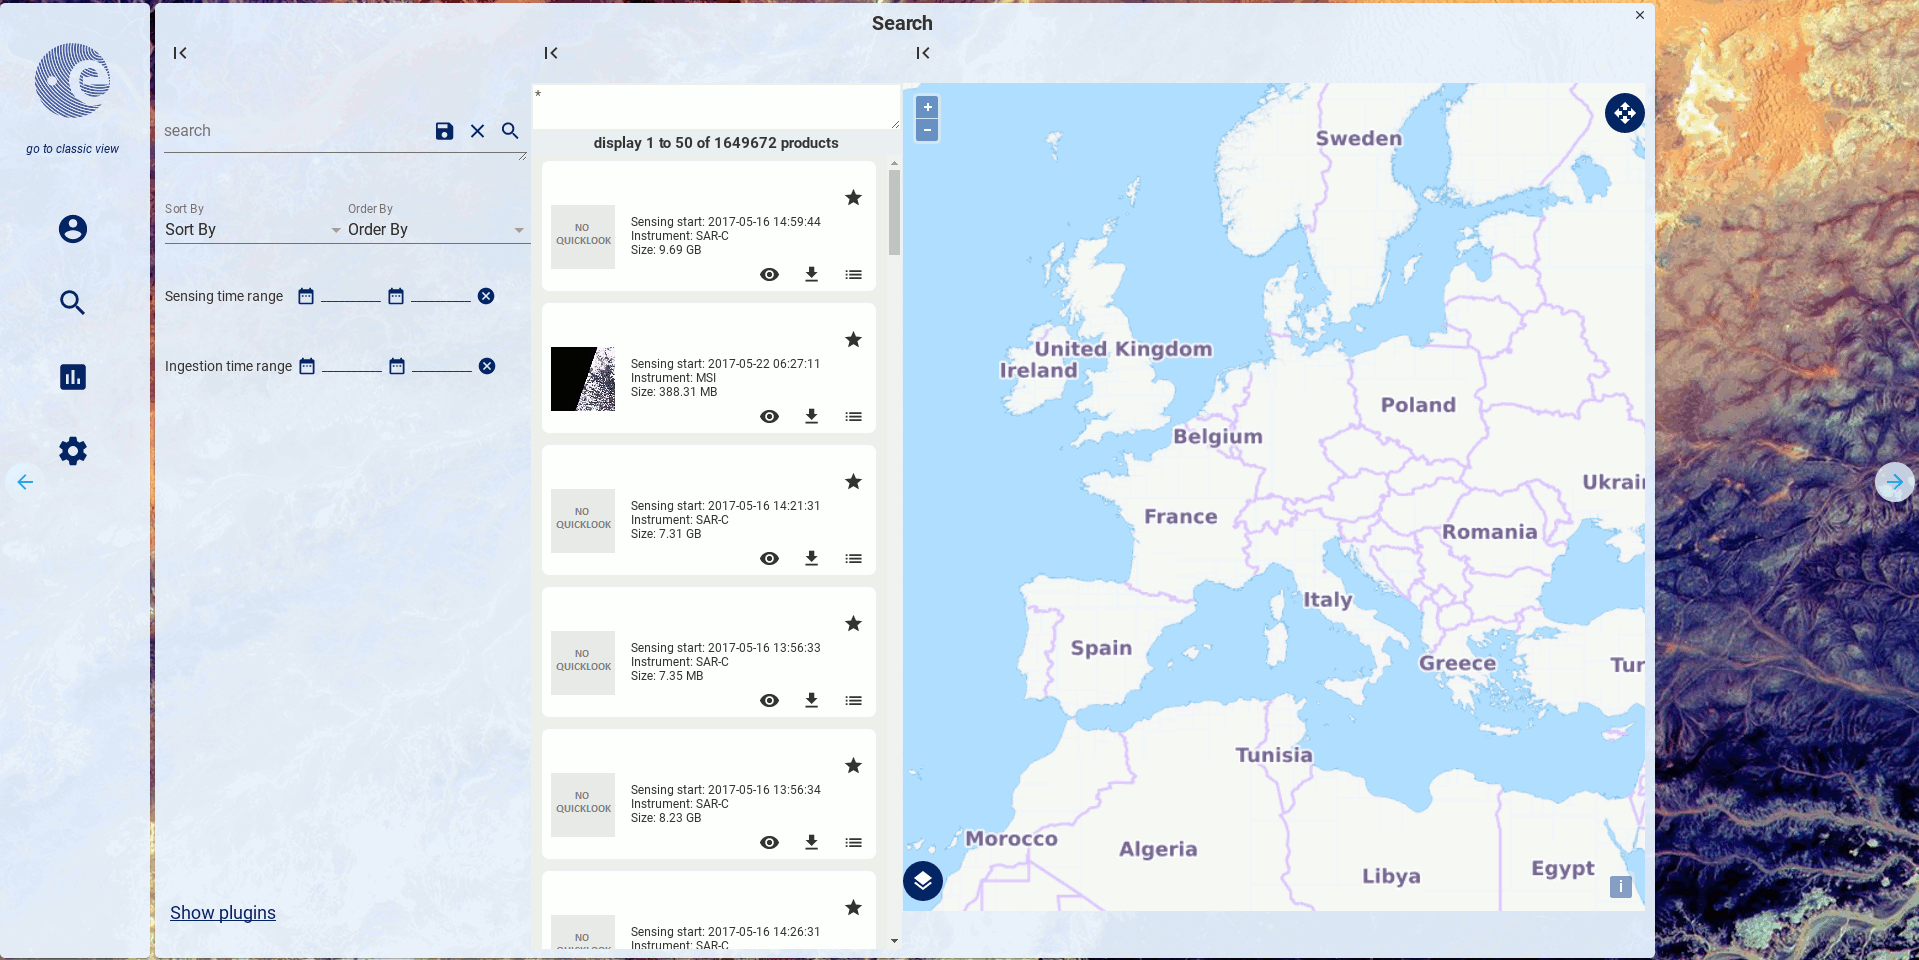 Search
×
go to classic view
search
Sort By
Order By
Sort By
Order By
Sensing time range
Ingestion time range
Show plugins
*
display 1 to 50 of 1649672 products
NO
QUICKLOOK
Sensing start: 2017-05-16 14:59:44
Instrument: SAR-C
Size: 9.69 GB
Sensing start: 2017-05-22 06:27:11
Instrument: MSI
Size: 388.31 MB
NO
QUICKLOOK
Sensing start: 2017-05-16 14:21:31
Instrument: SAR-C
Size: 7.31 GB
NO
QUICKLOOK
Sensing start: 2017-05-16 13:56:33
Instrument: SAR-C
Size: 7.35 MB
NO
QUICKLOOK
Sensing start: 2017-05-16 13:56:34
Instrument: SAR-C
Size: 8.23 GB
NO
QUICKLOOK
Sensing start: 2017-05-16 14:26:31
Instrument: SAR-C
+
−
Sweden
United Kingdom
Ireland
Poland
Belgium
Ukrai
France
Romania
Italy
Spain
Greece
Tur
Tunisia
Morocco
Algeria
Libya
Egypt
i